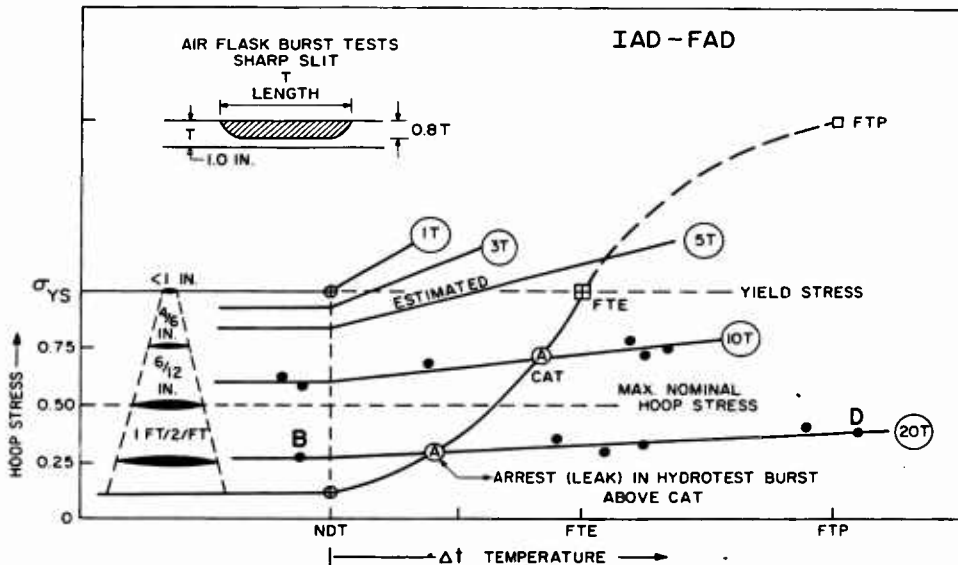 IAD-FAD
AIR FLASK BURST TESTS
SHARP SLIT
T
LENGTH
T
0.8T
1.0 IN.
FTP
1T
3T
5T
ESTIMATED
σYS
<1 IN.
4/6
IN.
YIELD STRESS
FTE
0.75
6/12
IN.
A
CAT
10T
MAX. NOMINAL
HOOP STRESS
0.50
1 FT/2/FT
B
D
20T
A
0.25
ARREST (LEAK) IN HYDROTEST BURST
ABOVE CAT
0
HOOP STRESS
NDT
FTE
FTP
Δt TEMPERATURE